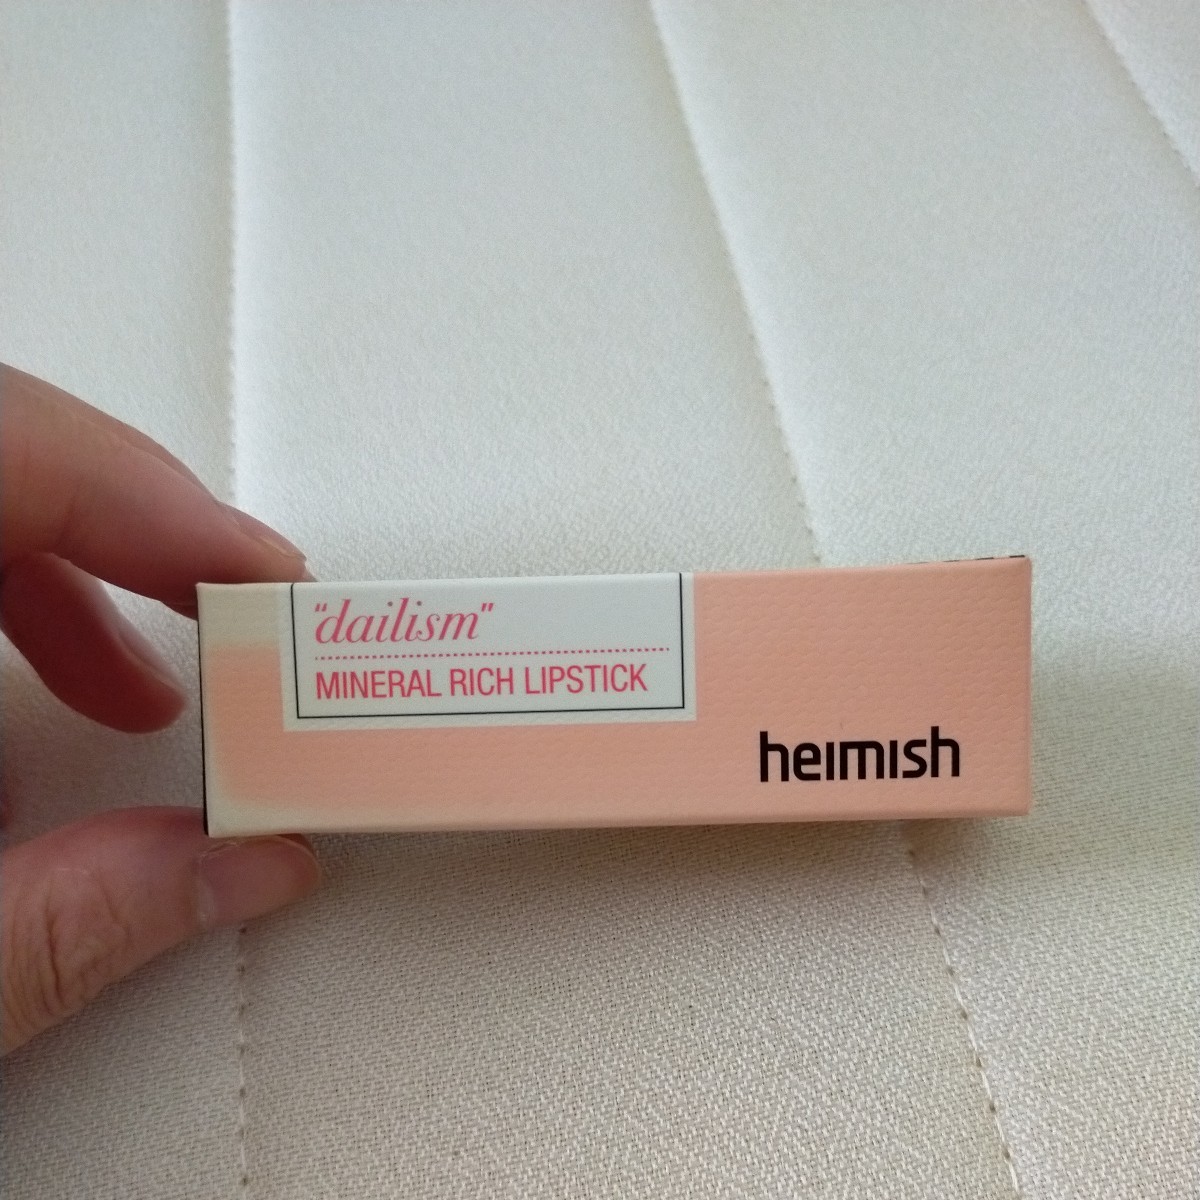 "dailism"
MINERAL RICH LIPSTICK
heimish